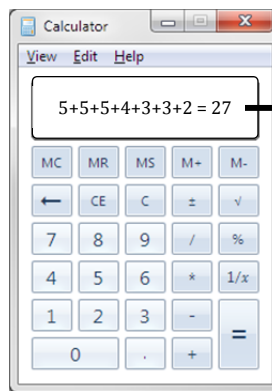 Calculator
View Edit Help
5+5+5+4+3+3+2 = 27
MC MR MS M+ M-
← CE C ± √
7 8 9 / %
4 5 6 * 1/x
1 2 3 - =
0 . +